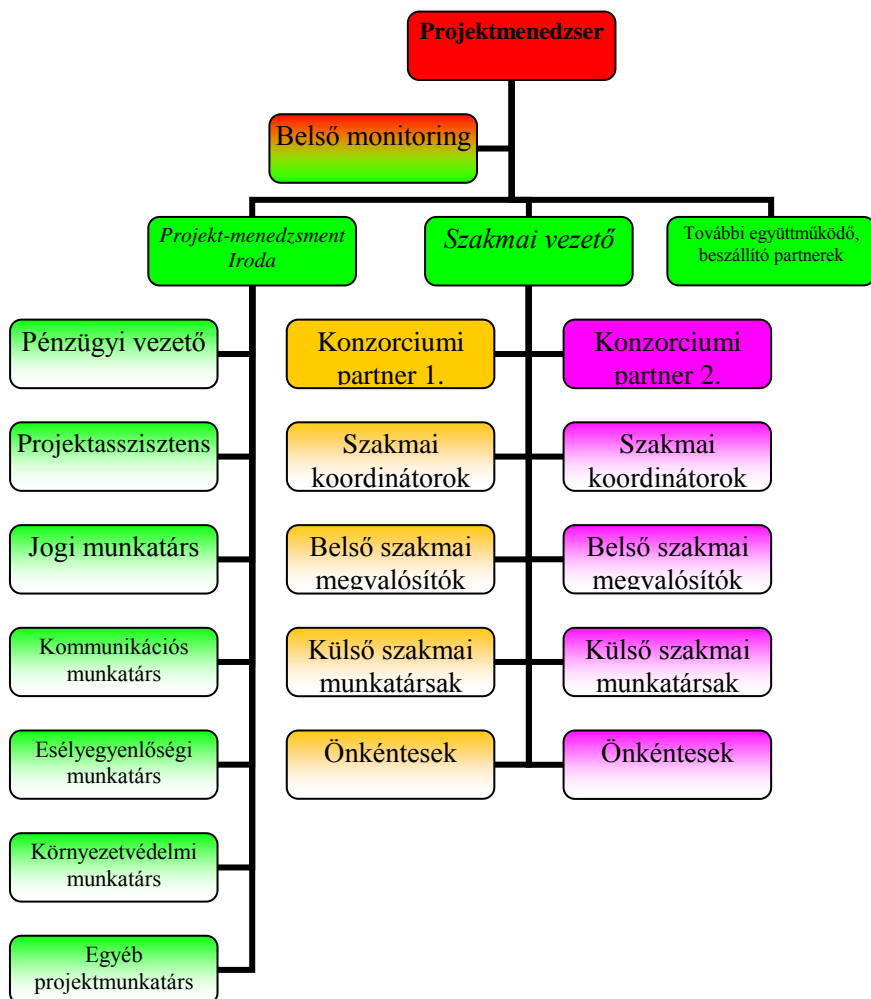 Projektmenedzser
Belső monitoring
Projekt-menedzsment
Iroda
Szakmai vezető
További együttműködő,
beszállító partnerek
Pénzügyi vezető
Projektasszisztens
Jogi munkatárs
Kommunikációs
munkatárs
Esélyegyenlőségi
munkatárs
Környezetvédelmi
munkatárs
Egyéb
projektmunkatárs
Konzorciumi
partner 1.
Szakmai
koordinátorok
Belső szakmai
megvalósítók
Külső szakmai
munkatársak
Önkéntesek
Konzorciumi
partner 2.
Szakmai
koordinátorok
Belső szakmai
megvalósítók
Külső szakmai
munkatársak
Önkéntesek